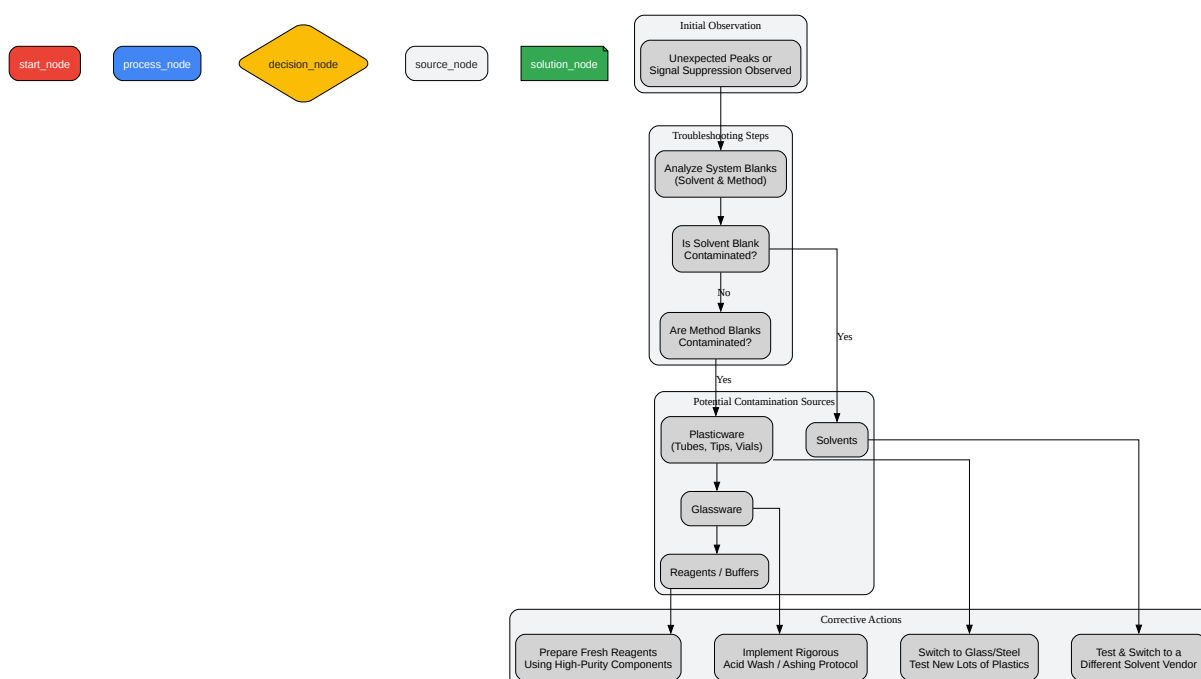 start_node
process_node
decision_node
source_node
solution_node
Initial Observation
Unexpected Peaks or
Signal Suppression Observed
Troubleshooting Steps
Analyze System Blanks
(Solvent & Method)
Is Solvent Blank
Contaminated?
No
Are Method Blanks
Contaminated?
Yes
Yes
Potential Contamination Sources
Plasticware
(Tubes, Tips, Vials)
Solvents
Glassware
Reagents / Buffers
Corrective Actions
Prepare Fresh Reagents
Using High-Purity Components
Implement Rigorous
Acid Wash / Ashing Protocol
Switch to Glass/Steel
Test New Lots of Plastics
Test & Switch to a
Different Solvent Vendor